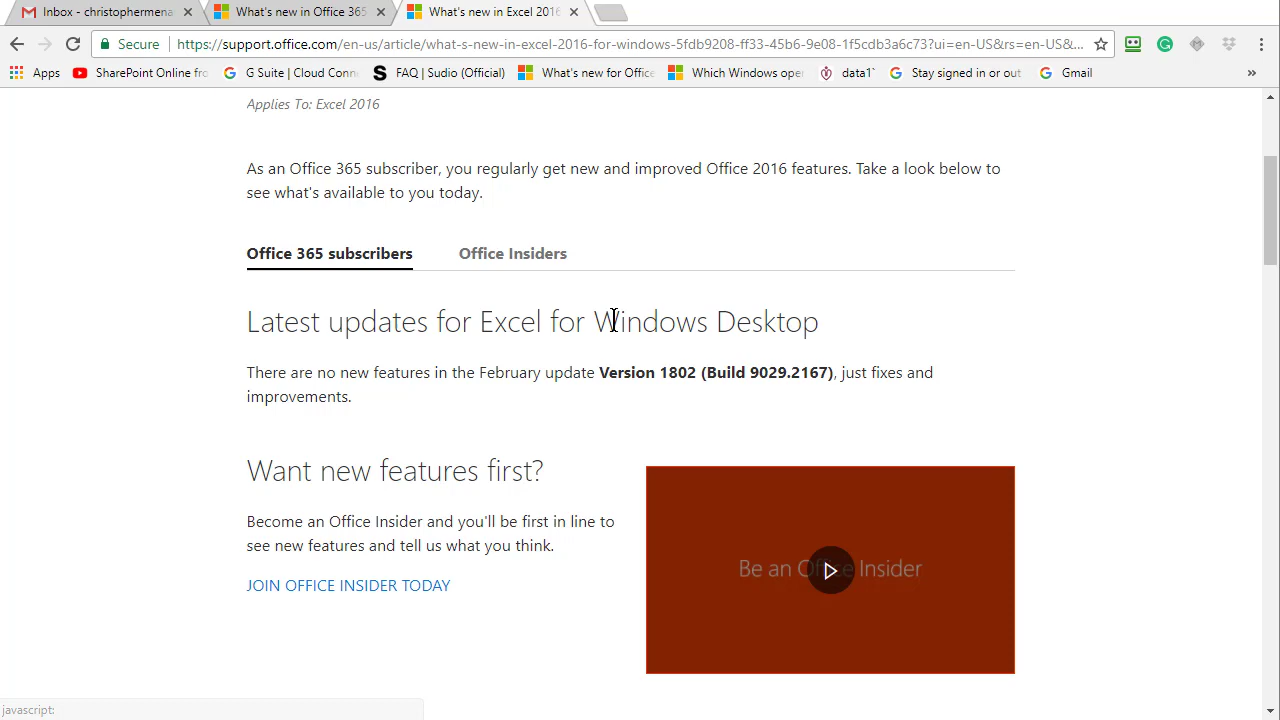 Inbox - christophermena
What's new in Office 365
What's new in Excel 2016
Secure
https://support.office.com/en-us/article/what-s-new-in-excel-2016-for-windows-5fdb9208-ff33-45b6-9e08-1f5cdb3a6c73?ui=en-US&rs=en-US&...
Apps
SharePoint Online fro
G Suite | Cloud Conn
FAQ | Sudio (Official)
What's new for Office
Which Windows
data1
Stay signed in or out
Gmail
»
Applies To: Excel 2016
As an Office 365 subscriber, you regularly get new and improved Office 2016 features. Take a look below to
see what's available to you today.
Office 365 subscribers
Office Insiders
Latest updates for Excel for Windows Desktop
There are no new features in the February update Version 1802 (Build 9029.2167), just fixes and
improvements.
Want new features first?
Become an Office Insider and you'll be first in line to
see new features and tell us what you think.
JOIN OFFICE INSIDER TODAY
Be an Office Insider
javascript: